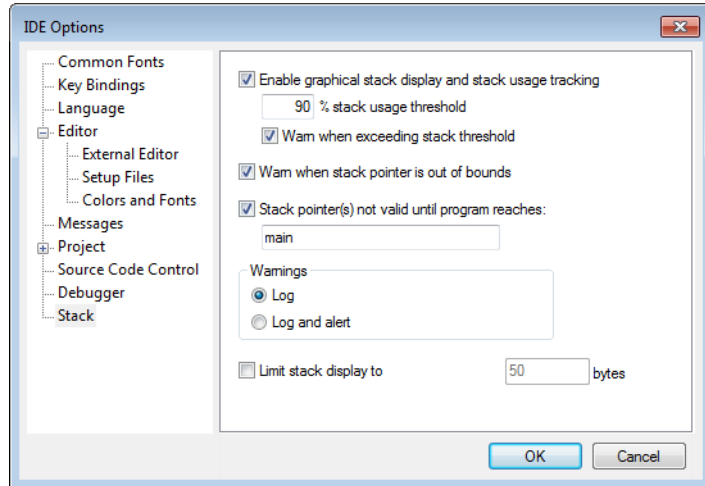 IDE Options
Common Fonts
Key Bindings
Language
Editor
External Editor
Setup Files
Colors and Fonts
Messages
Project
Source Code Control
Debugger
Stack
Enable graphical stack display and stack usage tracking
90 % stack usage threshold
Warn when exceeding stack threshold
Warn when stack pointer is out of bounds
Stack pointer(s) not valid until program reaches:
main
Warnings
Log
Log and alert
Limit stack display to 50 bytes
OK Cancel